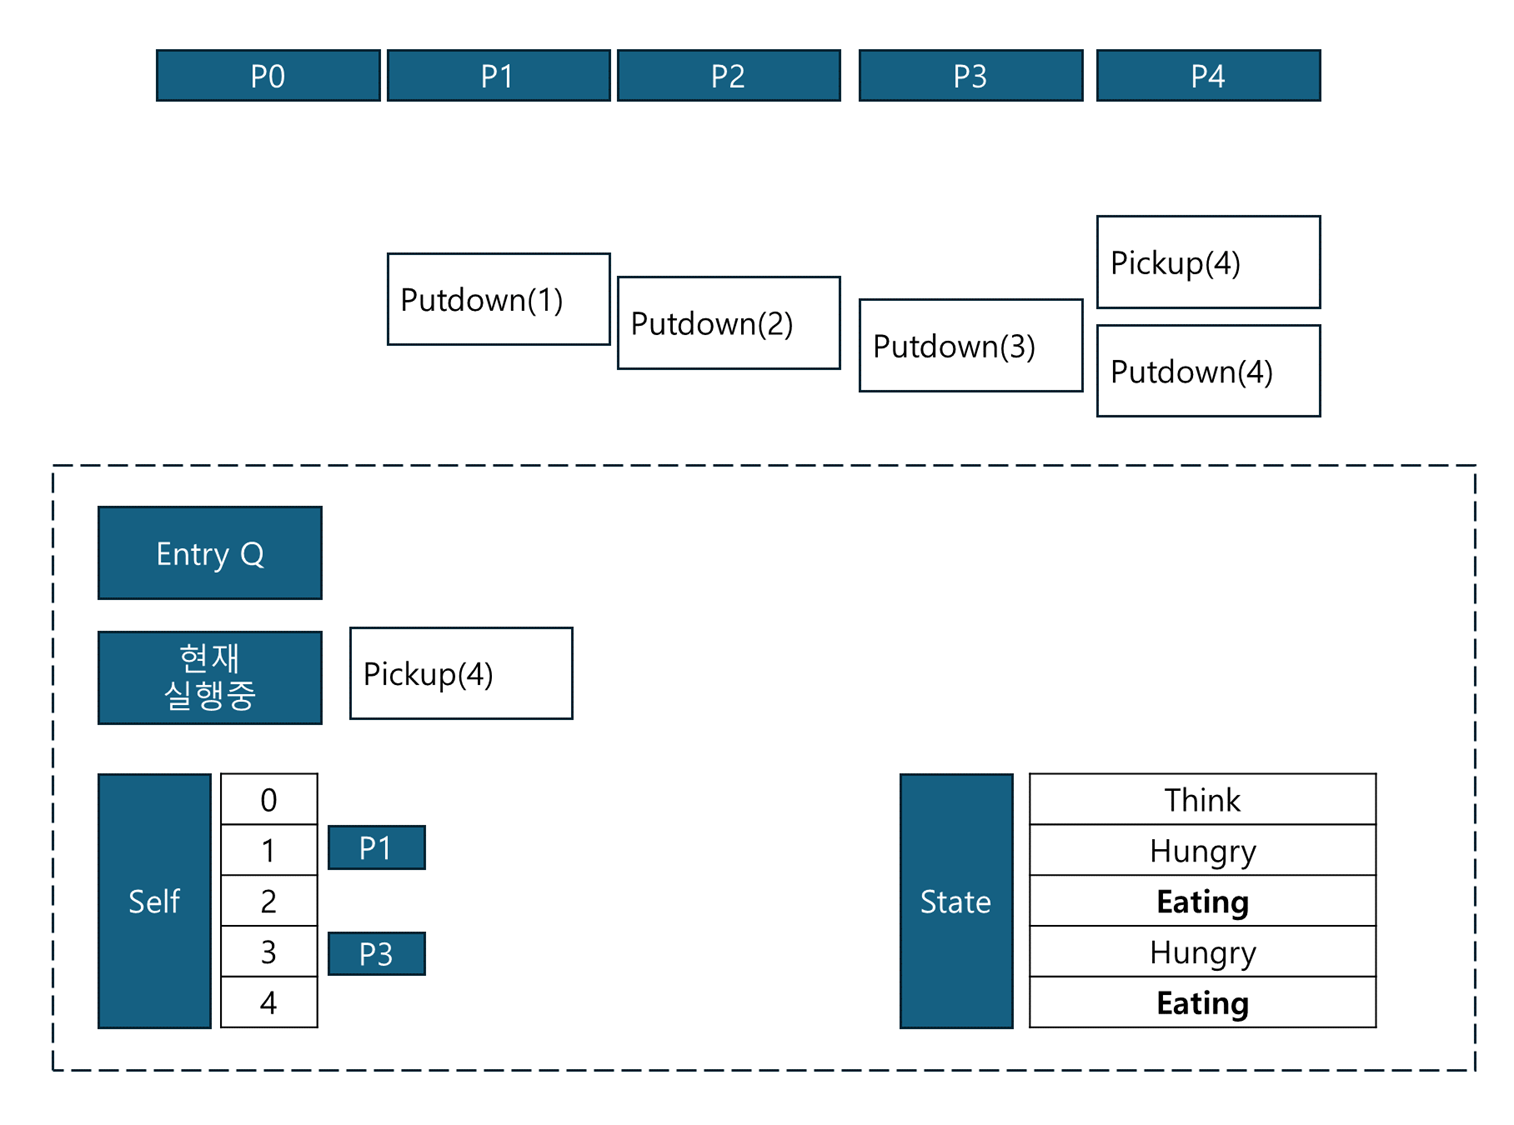 P0
P1
P2
P3
P4
Pickup(4)
Putdown(1)
Putdown(2)
Putdown(3)
Putdown(4)
Entry Q
현재
실행중
Pickup(4)
Self
0
1
2
3
4
P1
P3
State
Think
Hungry
Eating
Hungry
Eating